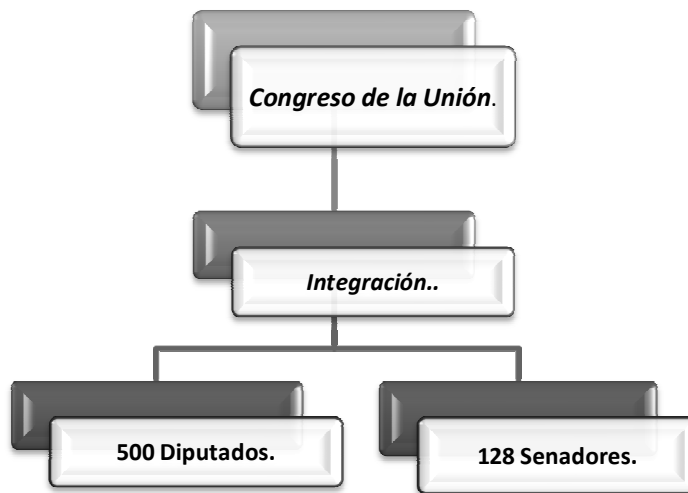 Congreso de la Unión.
Integración..
500 Diputados.
128 Senadores.